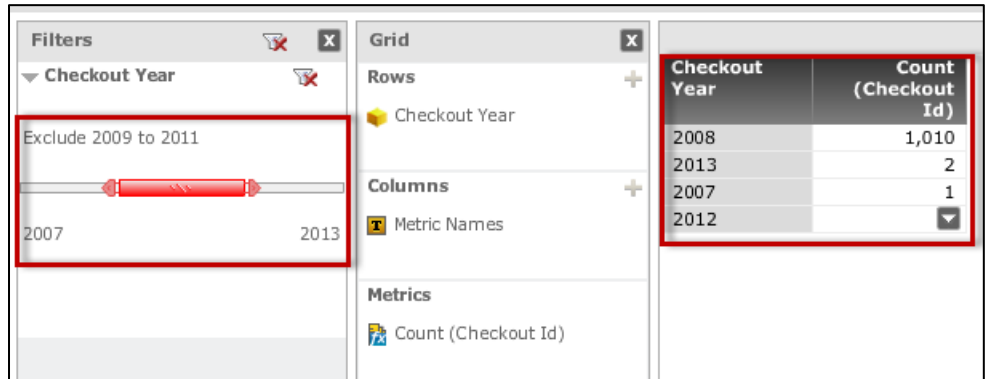 Filters
X
Checkout Year
Exclude 2009 to 2011
2007 2013
Grid
X
Rows
Checkout Year
Columns
T Metric Names
Metrics
fx Count (Checkout Id)
Checkout Year Count (Checkout Id)
2008 1,010
2013 2
2007 1
2012